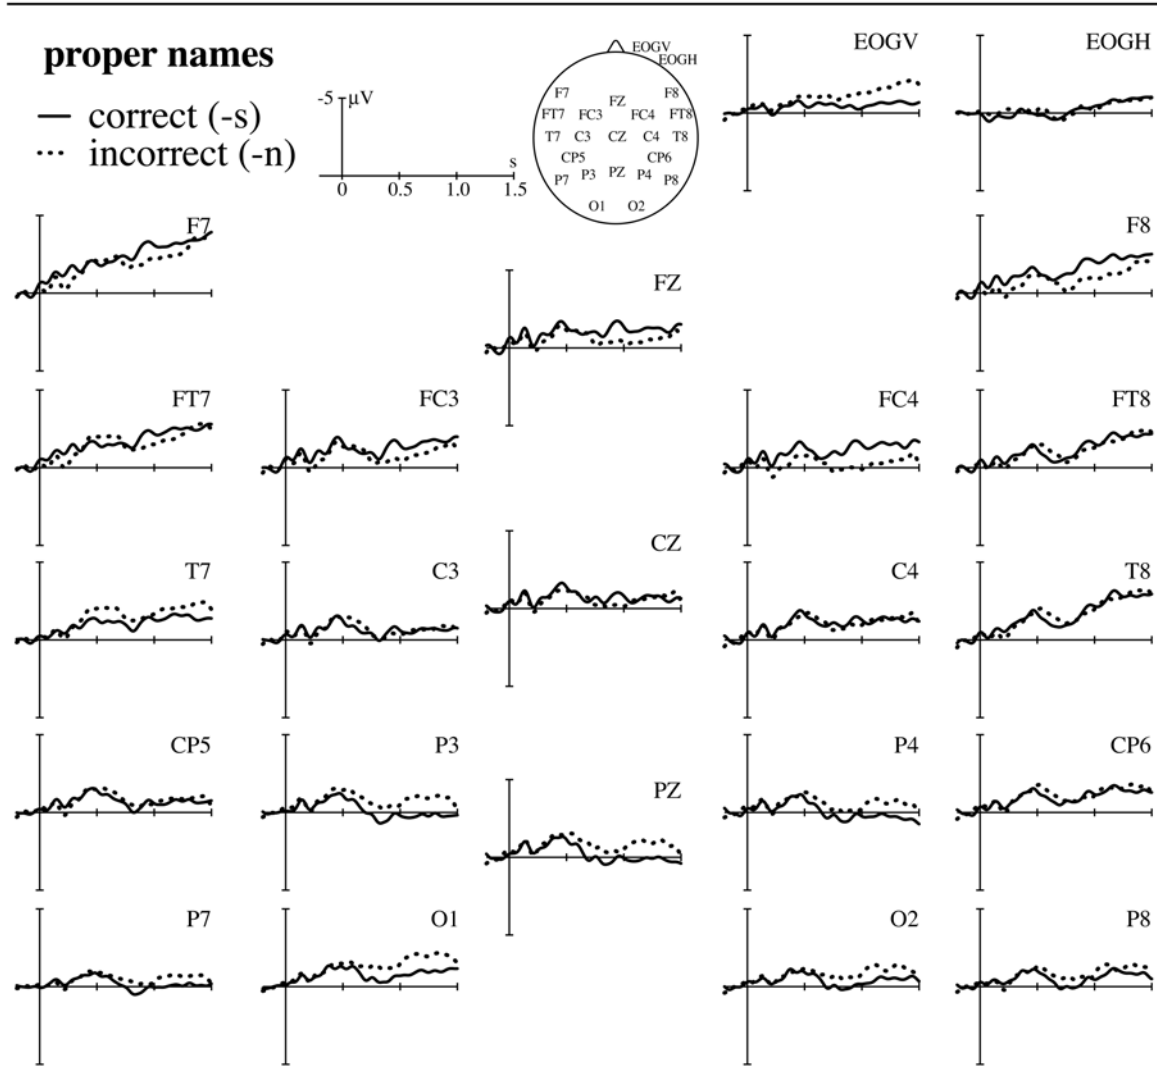 proper names
correct (-s)
incorrect (-n)
-5 μV
s
0 0.5 1.0 1.5
EOGV
EOGH
F7 F8
FZ
FT7 FC3 FC4 FT8
T7 C3 CZ C4 T8
CP5 CP6
P7 P3 PZ P4 P8
O1 O2
EOGV EOGH
F7 F8
FZ
FT7 FC3 FC4 FT8
CZ
T7 C3 C4 T8
CP5 P3 P4 CP6
PZ
P7 O1 O2 P8